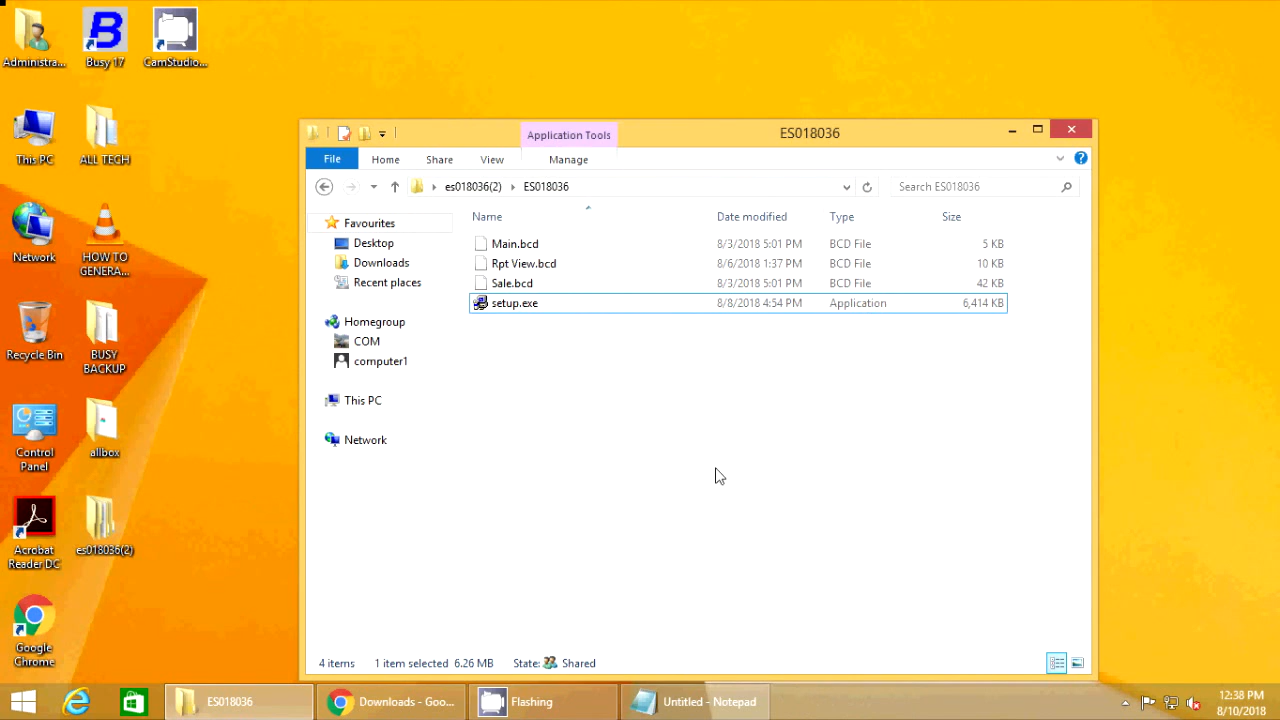 Administra...
Busy 17
CamStudio...
This PC
ALL TECH
Network
HOW TO
GENERA...
Recycle Bin
BUSY
BACKUP
Control
Panel
allbox
Acrobat
Reader DC
es018036(2)
Google
Chrome
Application Tools
ES018036
File
Home
Share
View
Manage
es018036(2)
ES018036
Search ES018036
Favourites
Desktop
Downloads
Recent places
Homegroup
COM
computer1
This PC
Network
Name Date modified Type Size
Main.bcd 8/3/2018 5:01 PM BCD File 5 KB
Rpt View.bcd 8/6/2018 1:37 PM BCD File 10 KB
Sale.bcd 8/3/2018 5:01 PM BCD File 42 KB
setup.exe 8/8/2018 4:54 PM Application 6,414 KB
4 items 1 item selected 6.26 MB State: Shared
ES018036
Downloads - Goo...
Flashing
Untitled - Notepad
12:38 PM
8/10/2018